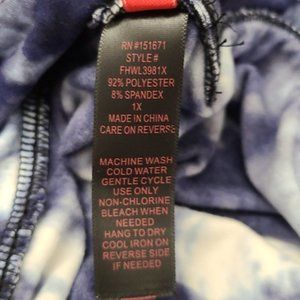 RN #151671
STYLE #
FHWL3981X
92% POLYESTER
8% SPANDEX
1X
MADE IN CHINA
CARE ON REVERSE
MACHINE WASH
COLD WATER
GENTLE CYCLE
USE ONLY
NON-CHLORINE
BLEACH WHEN
NEEDED
HANG TO DRY
COOL IRON ON
REVERSE SIDE
IF NEEDED